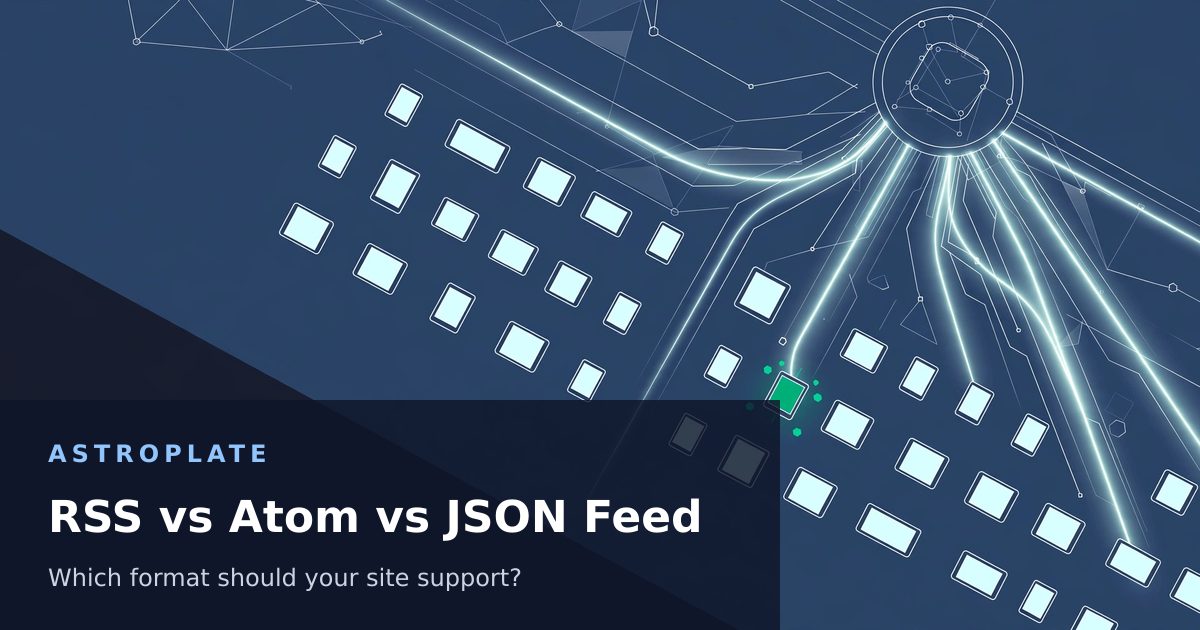 ASTROPLATE
RSS vs Atom vs JSON Feed
Which format should your site support?